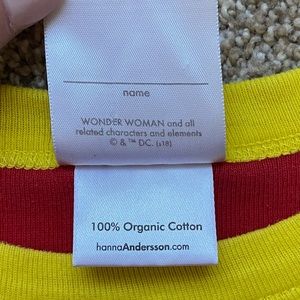 name
WONDER WOMAN and all
related characters and elements
© & ™ DC. (s18)
100% Organic Cotton
hannaAndersson.com